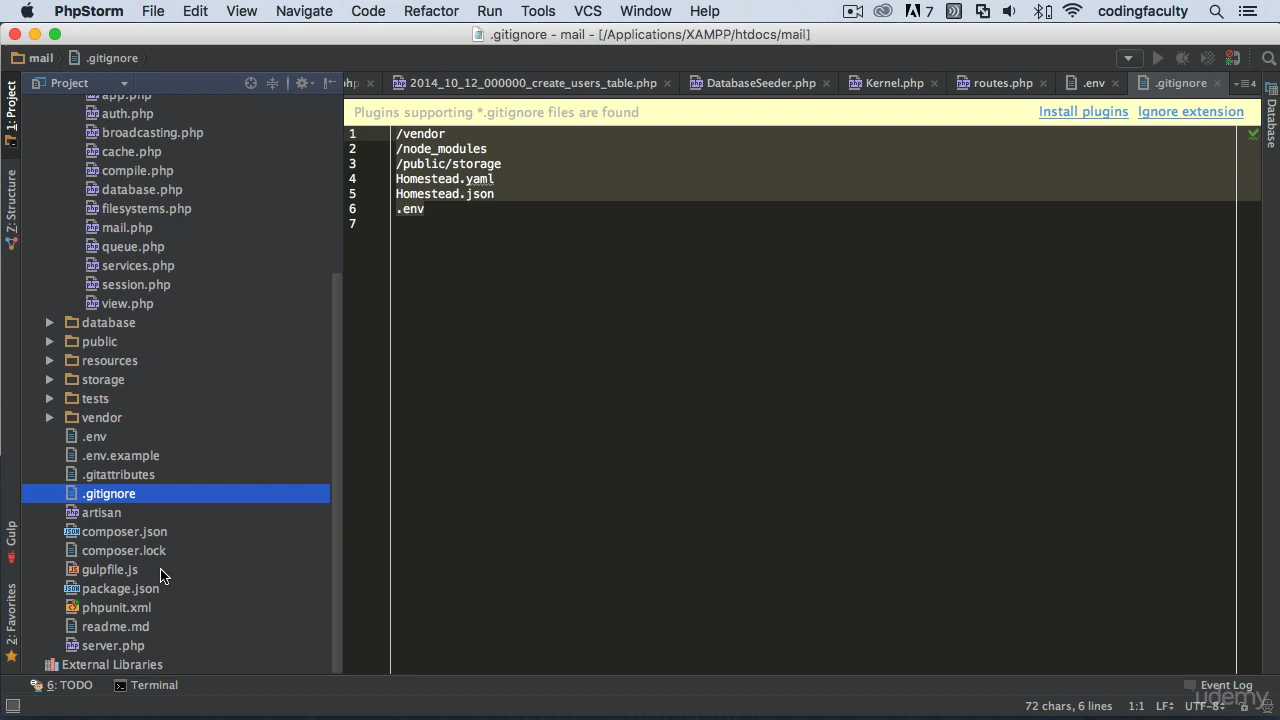 PhpStorm File Edit View Navigate Code Refactor Run Tools VCS Window Help 7 codingfaculty
.gitignore - mail - [/Applications/XAMPP/htdocs/mail]
mail .gitignore
Project
hp 2014_10_12_000000_create_users_table.php DatabaseSeeder.php Kernel.php routes.php .env .gitignore 4
Plugins supporting *.gitignore files are found Install plugins Ignore extension
1: Project
Z: Structure
Gulp
2: Favorites
Database
app.php
auth.php
broadcasting.php
cache.php
compile.php
database.php
filesystems.php
mail.php
queue.php
services.php
session.php
view.php
database
public
resources
storage
tests
vendor
.env
.env.example
.gitattributes
.gitignore
artisan
composer.json
composer.lock
gulpfile.js
package.json
phpunit.xml
readme.md
server.php
External Libraries
1 /vendor
2 /node_modules
3 /public/storage
4 Homestead.yaml
5 Homestead.json
6 .env
7
6: TODO Terminal Event Log
72 chars, 6 lines 1:1 LF UTF-8
udemy